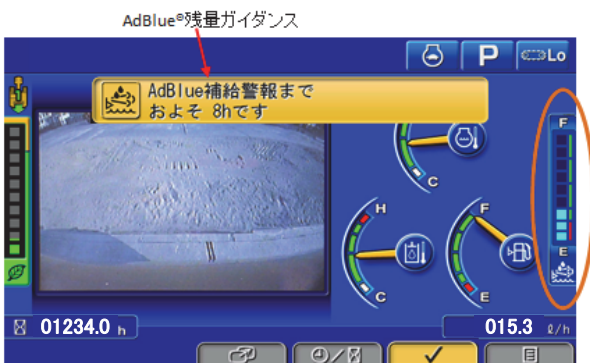 AdBlue®残量ガイダンス
P
Lo
AdBlue補給警報まで
およそ 8hです
F
C
H
F
C
E
E
01234.0 h
015.3 ℓ/h